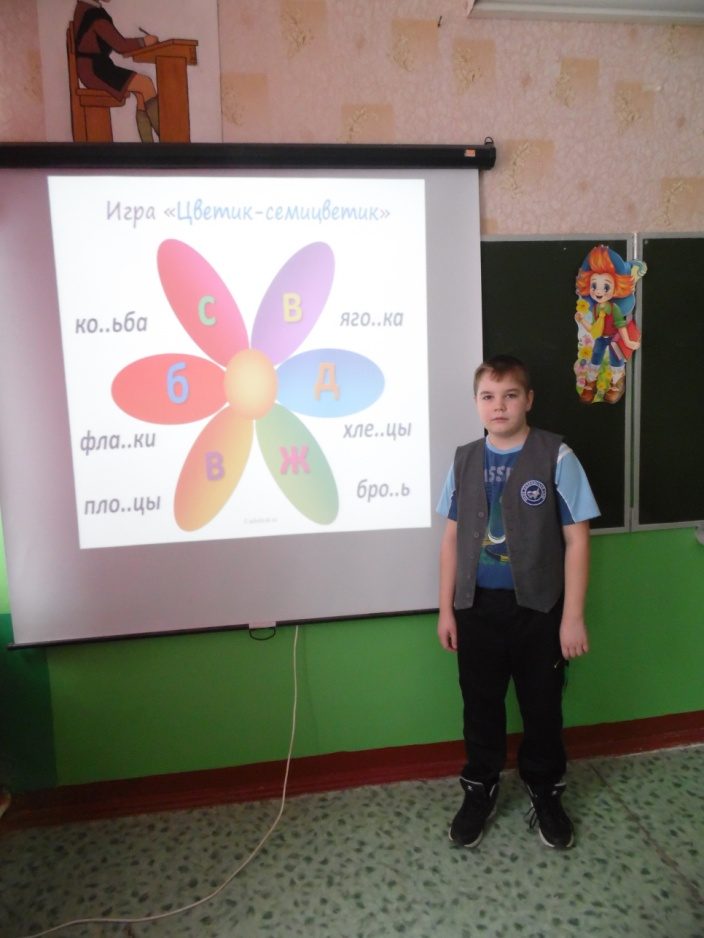 Игра «Цветик-семицветик»
с в
ко..ьба яго..ка
б д
фла..ки хле..цы
в ж
пло..цы бро..ь